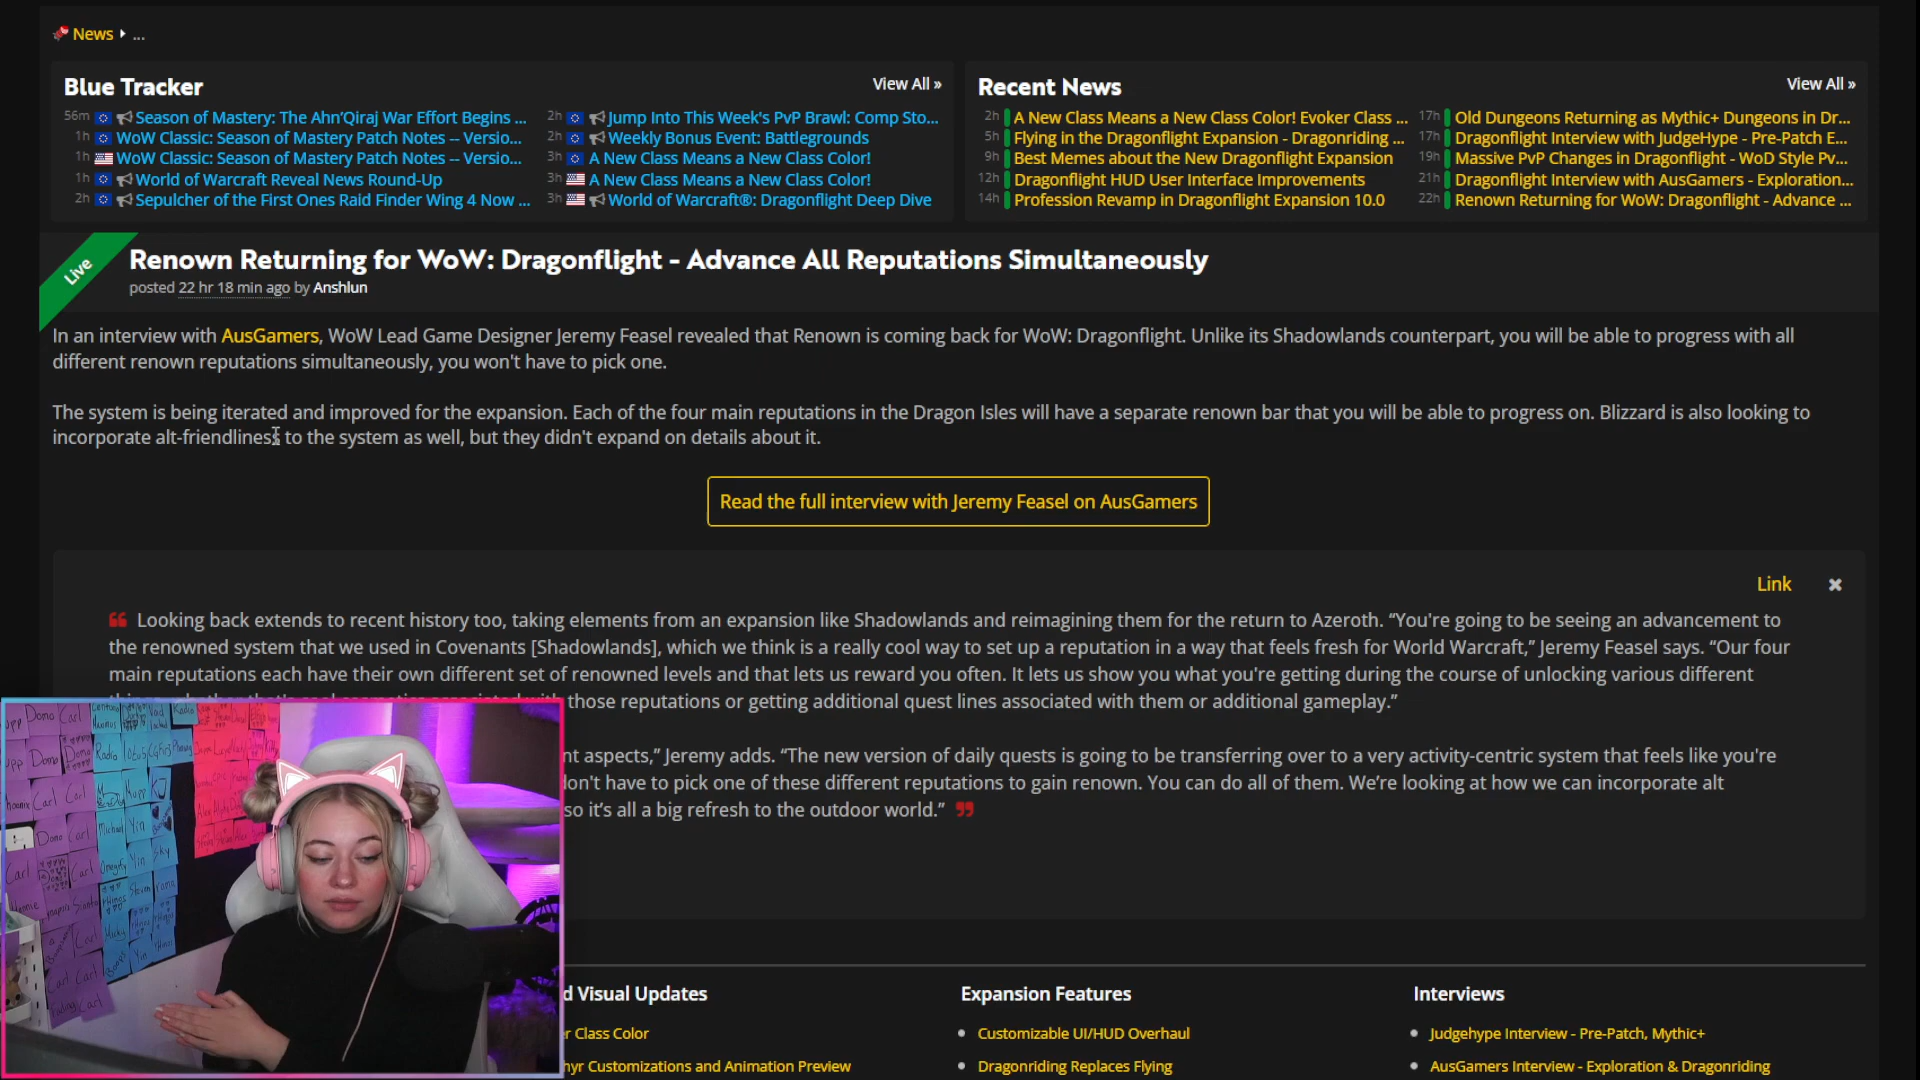 News ▸ ...
Blue Tracker
View All »
56m Season of Mastery: The Ahn'Qiraj War Effort Begins ...
1h WoW Classic: Season of Mastery Patch Notes -- Versio...
1h WoW Classic: Season of Mastery Patch Notes -- Versio...
1h World of Warcraft Reveal News Round-Up
2h Sepulcher of the First Ones Raid Finder Wing 4 Now ...
2h Jump Into This Week's PvP Brawl: Comp Sto...
2h Weekly Bonus Event: Battlegrounds
3h A New Class Means a New Class Color!
3h A New Class Means a New Class Color!
3h World of Warcraft®: Dragonflight Deep Dive
Recent News
View All »
2h A New Class Means a New Class Color! Evoker Class ...
5h Flying in the Dragonflight Expansion - Dragonriding ...
9h Best Memes about the New Dragonflight Expansion
12h Dragonflight HUD User Interface Improvements
14h Profession Revamp in Dragonflight Expansion 10.0
17h Old Dungeons Returning as Mythic+ Dungeons in Dr...
17h Dragonflight Interview with JudgeHype - Pre-Patch E...
19h Massive PvP Changes in Dragonflight - WoD Style Pv...
21h Dragonflight Interview with AusGamers - Exploration...
22h Renown Returning for WoW: Dragonflight - Advance ...
Live
Renown Returning for WoW: Dragonflight - Advance All Reputations Simultaneously
posted 22 hr 18 min ago by Anshlun
In an interview with AusGamers, WoW Lead Game Designer Jeremy Feasel revealed that Renown is coming back for WoW: Dragonflight. Unlike its Shadowlands counterpart, you will be able to progress with all
different renown reputations simultaneously, you won't have to pick one.
The system is being iterated and improved for the expansion. Each of the four main reputations in the Dragon Isles will have a separate renown bar that you will be able to progress on. Blizzard is also looking to
incorporate alt-friendliness to the system as well, but they didn't expand on details about it.
Read the full interview with Jeremy Feasel on AusGamers
Link
Looking back extends to recent history too, taking elements from an expansion like Shadowlands and reimagining them for the return to Azeroth. “You're going to be seeing an advancement to
the renowned system that we used in Covenants [Shadowlands], which we think is a really cool way to set up a reputation in a way that feels fresh for World Warcraft,” Jeremy Feasel says. “Our four
main reputations each have their own different set of renowned levels and that lets us reward you often. It lets us show you what you're getting during the course of unlocking various different
those reputations or getting additional quest lines associated with them or additional gameplay.”
nt aspects,” Jeremy adds. “The new version of daily quests is going to be transferring over to a very activity-centric system that feels like you're
don't have to pick one of these different reputations to gain renown. You can do all of them. We’re looking at how we can incorporate alt
so it’s all a big refresh to the outdoor world.”
d Visual Updates
r Class Color
hyr Customizations and Animation Preview
Expansion Features
Customizable UI/HUD Overhaul
Dragonriding Replaces Flying
Interviews
Judgehype Interview - Pre-Patch, Mythic+
AusGamers Interview - Exploration & Dragonriding
Domo Carl
Domo
Carl Carl
Domo Carl
Carl Carl
Radio
Michael Yin
Yin Sky
Steven
Yin